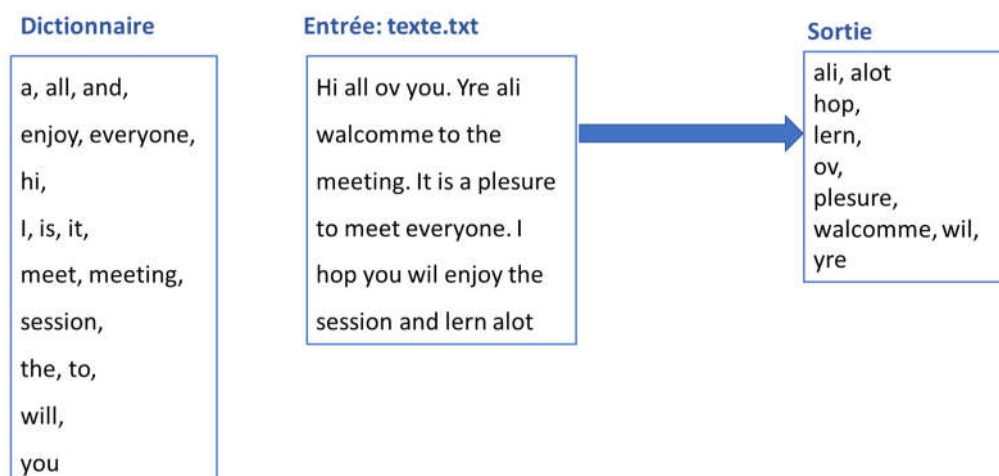 Dictionnaire
a, all, and,
enjoy, everyone,
hi,
I, is, it,
meet, meeting,
session,
the, to,
will,
you
Entrée: texte.txt
Hi all ov you. Yre ali
walcomme to the
meeting. It is a plesure
to meet everyone. I
hop you wil enjoy the
session and lern alot
Sortie
ali, alot
hop,
lern,
ov,
plesure,
walcomme, wil,
yre